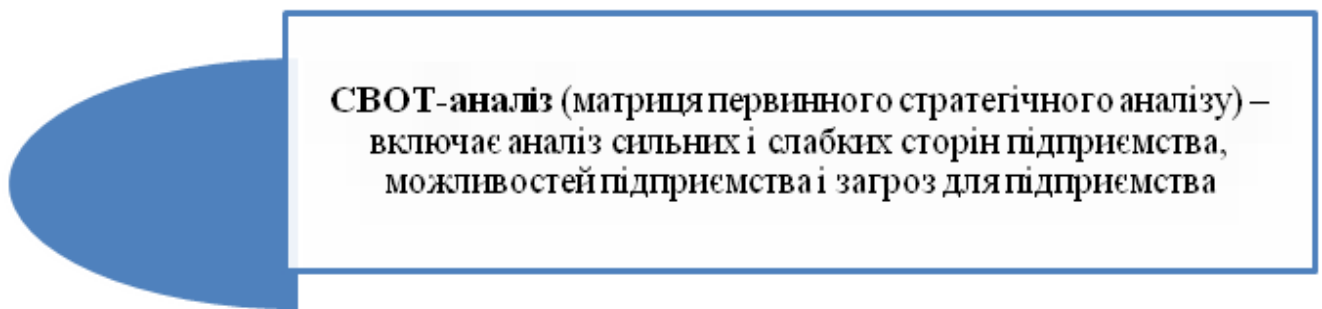 СВОТ-аналіз (матриця первинного стратегічного аналізу) –
включає аналіз сильних і слабких сторін підприємства,
можливостей підприємства і загроз для підприємства